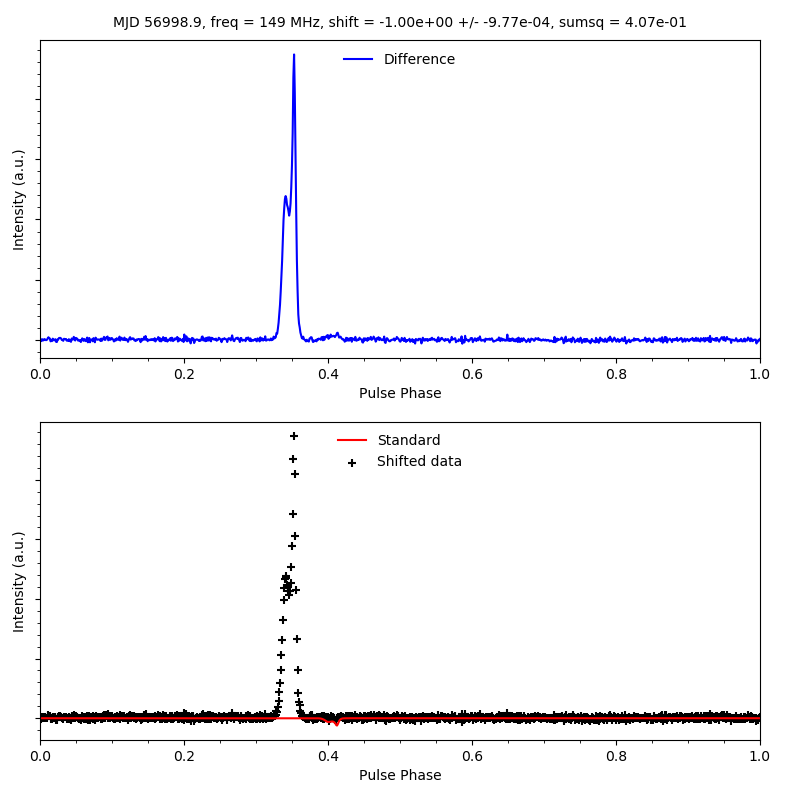 MJD 56998.9, freq = 149 MHz, shift = -1.00e+00 +/- -9.77e-04, sumsq = 4.07e-01
Difference
Intensity (a.u.)
0.0 0.2 0.4 0.6 0.8 1.0
Pulse Phase
Standard
Shifted data
Intensity (a.u.)
0.0 0.2 0.4 0.6 0.8 1.0
Pulse Phase